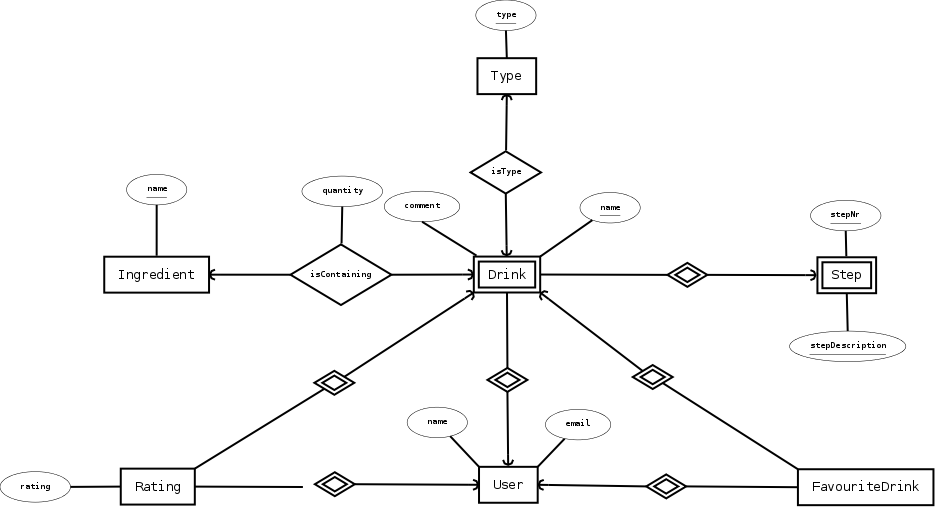 type
Type
isType
name
quantity
comment
name
stepNr
Ingredient
isContaining
Drink
Step
stepDescription
name
email
rating
Rating
User
FavouriteDrink